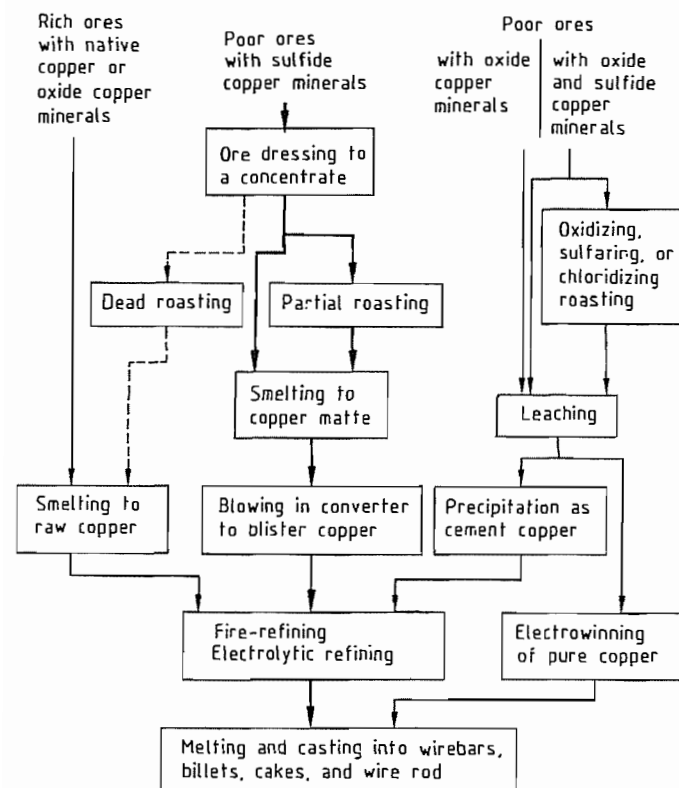 Rich ores
with native
copper or
oxide copper
minerals
Poor ores
with sulfide
copper minerals
Poor ores
with oxide
copper
minerals
with oxide
and sulfide
copper
minerals
Ore dressing to
a concentrate
Oxidizing,
sulfaring, or
chloridizing
roasting
Dead roasting
Partial roasting
Smelting to
copper matte
Leaching
Smelting to
raw copper
Blowing in converter
to blister copper
Precipitation as
cement copper
Fire-refining
Electrolytic refining
Electrowinning
of pure copper
Melting and casting into wirebars,
billets, cakes, and wire rod